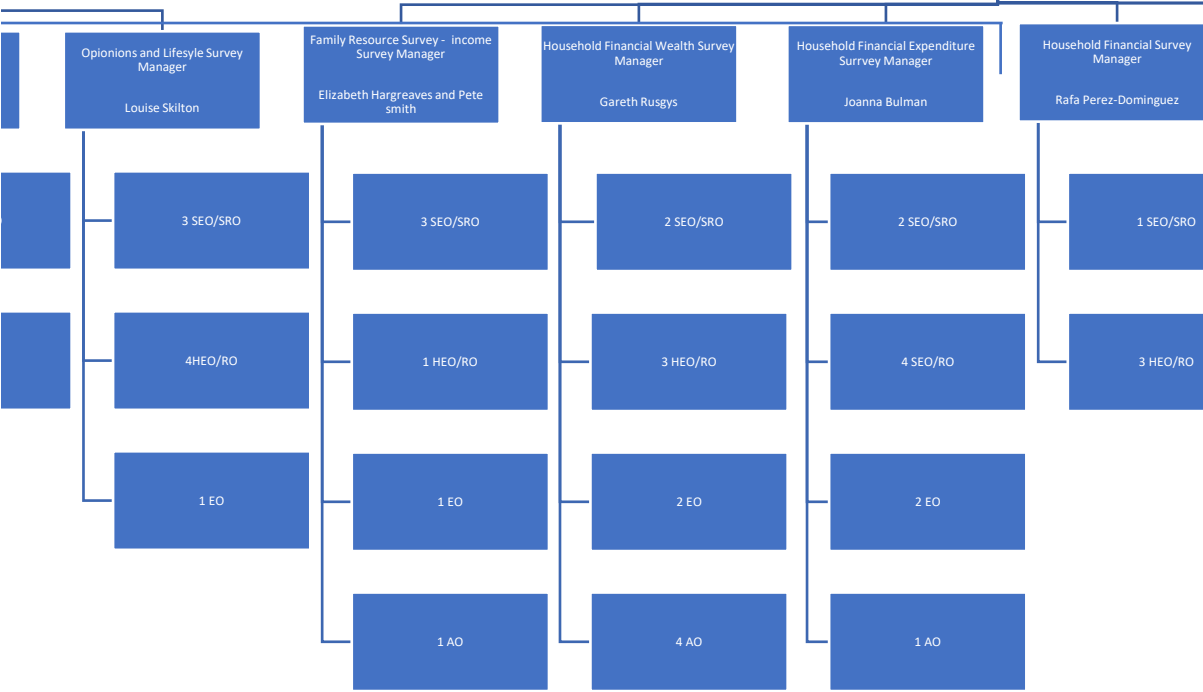 Opionions and Lifesyle Survey
Manager
Louise Skilton
Family Resource Survey - income
Survey Manager
Elizabeth Hargreaves and Pete
smith
Household Financial Wealth Survey
Manager
Gareth Rusgys
Household Financial Expenditure
Surrvey Manager
Joanna Bulman
Household Financial Survey
Manager
Rafa Perez-Dominguez
3 SEO/SRO
3 SEO/SRO
2 SEO/SRO
2 SEO/SRO
1 SEO/SRO
4HEO/RO
1 HEO/RO
3 HEO/RO
4 SEO/RO
3 HEO/RO
1 EO
1 EO
2 EO
2 EO
1 AO
4 AO
1 AO